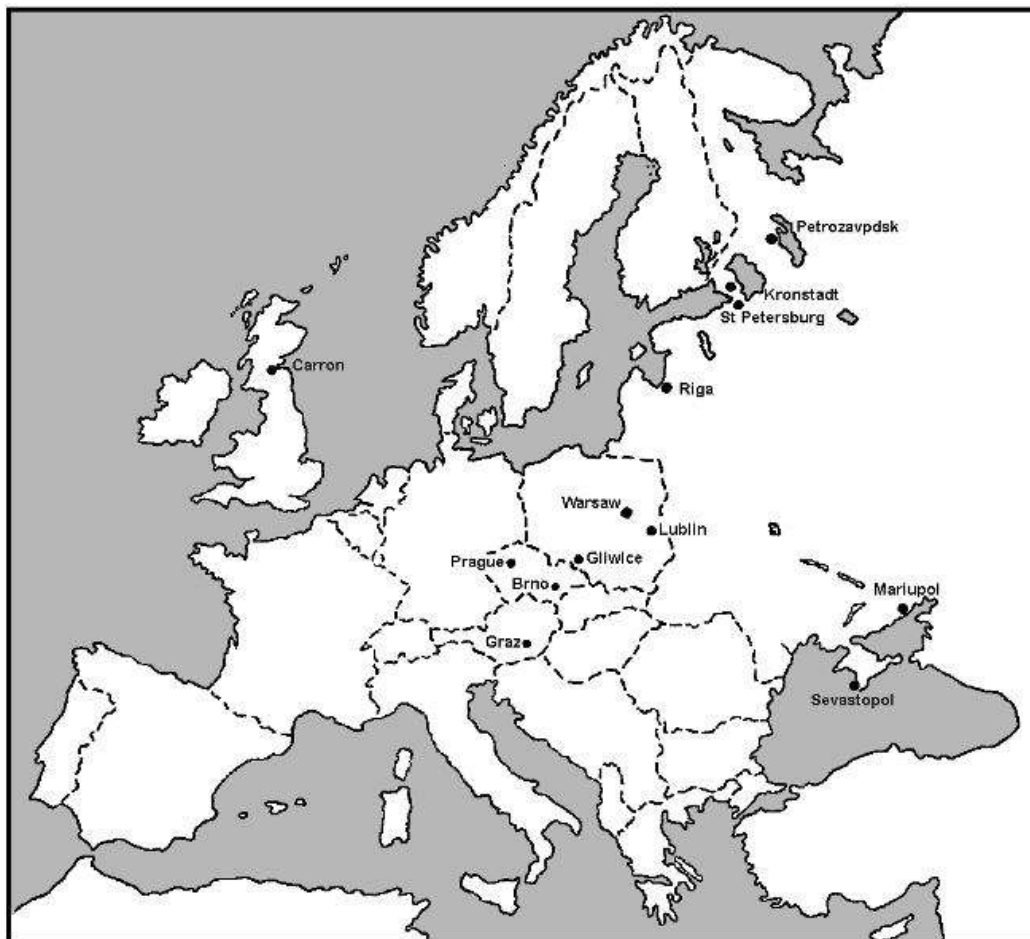 Petrozavpdsk
Kronstadt
St Petersburg
Carron
Riga
Warsaw
Lublin
Prague
Gliwice
Brno
Mariupol
Graz
Sevastopol